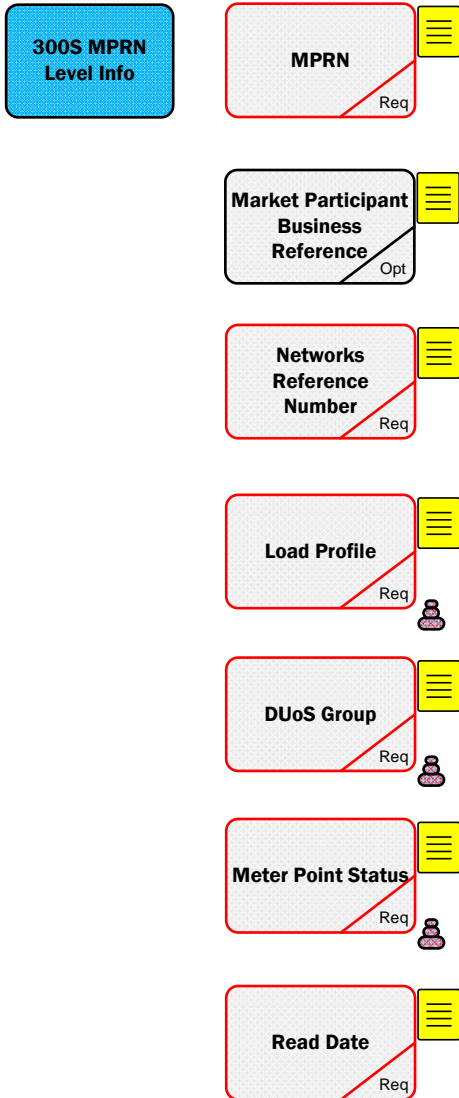 300S MPRN
Level Info
MPRN
Req
Market Participant
Business
Reference
Opt
Networks
Reference
Number
Req
Load Profile
Req
DUoS Group
Req
Meter Point Status
Req
Read Date
Req